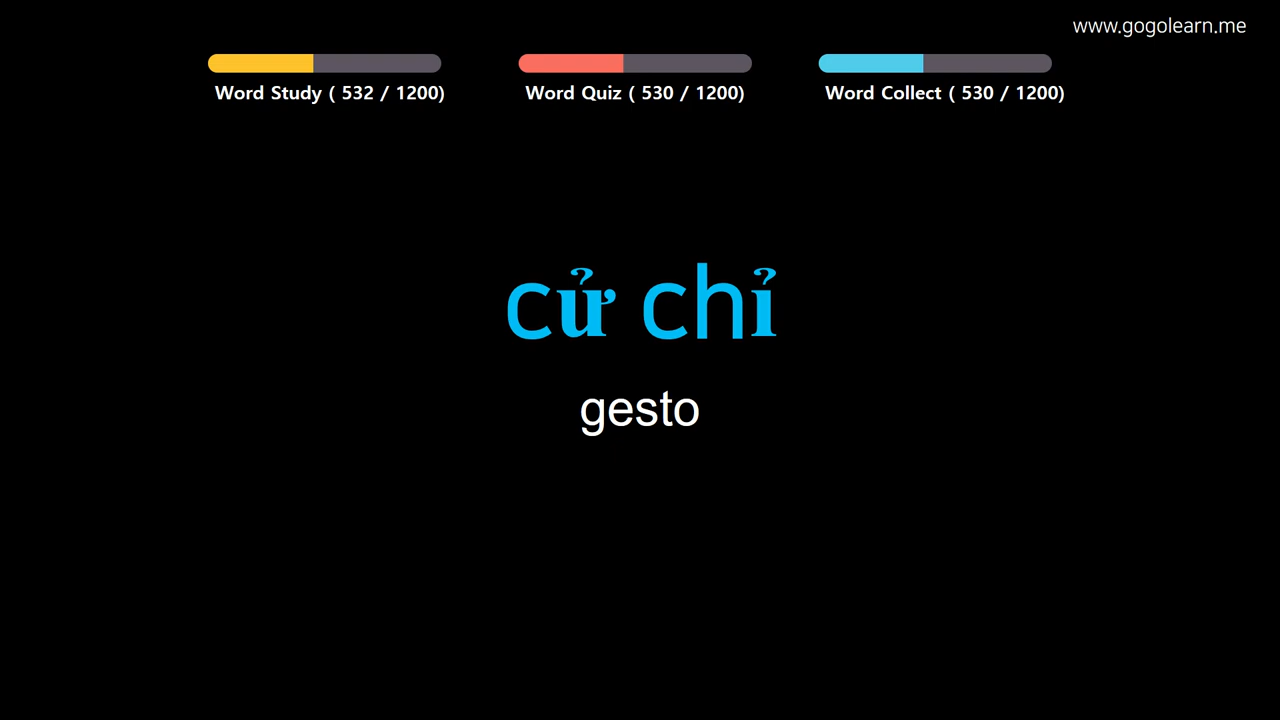 www.gogolearn.me
Word Study ( 532 / 1200)
Word Quiz ( 530 / 1200)
Word Collect ( 530 / 1200)
cử chỉ
gesto